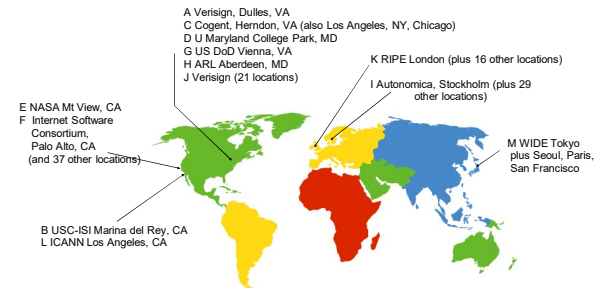 A Verisign, Dulles, VA
C Cogent, Herndon, VA (also Los Angeles, NY, Chicago)
D U Maryland College Park, MD
G US DoD Vienna, VA
H ARL Aberdeen, MD
J Verisign (21 locations)
K RIPE London (plus 16 other locations)
I Autonomica, Stockholm (plus 29
other locations)
E NASA Mt View, CA
F Internet Software
Consortium,
Palo Alto, CA
(and 37 other locations)
M WIDE Tokyo
plus Seoul, Paris,
San Francisco
B USC-ISI Marina del Rey, CA
L ICANN Los Angeles, CA